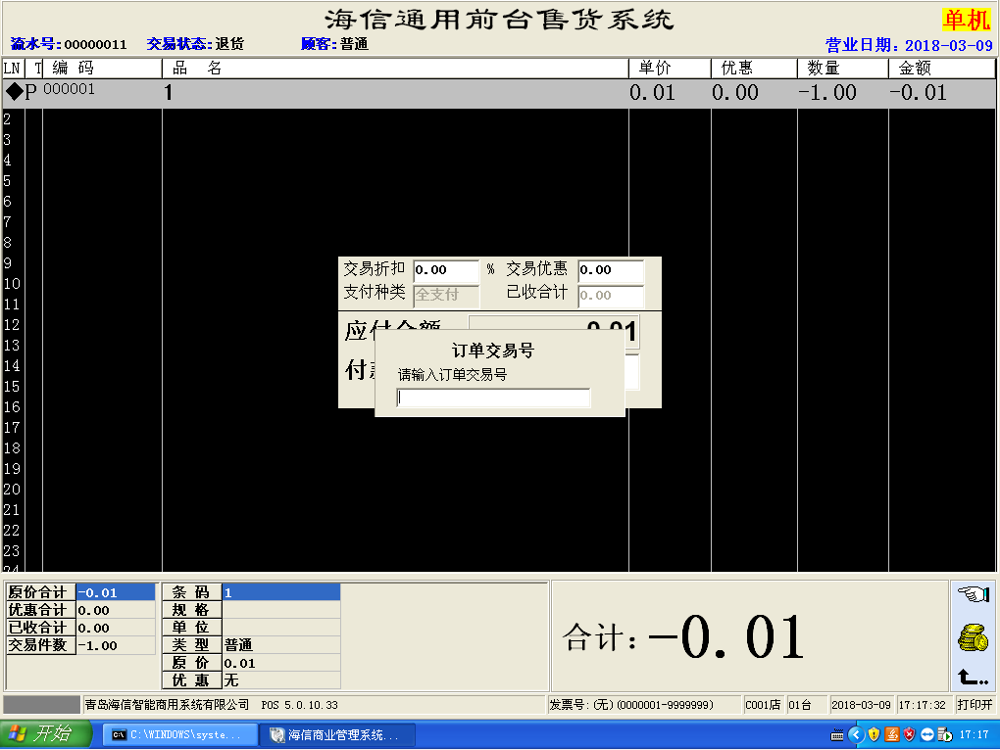 海信通用前台售货系统
单机
流水号:00000011 交易状态:退货 顾客:普通
营业日期: 2018-03-09
LN T 编 码 品 名 单价 优惠 数量 金额
◆P 000001 1 0.01 0.00 -1.00 -0.01
2
3
4
5
6
7
8
9
10
11
12
13
14
15
16
17
18
19
20
21
22
23
24
交易折扣 0.00 % 交易优惠 0.00
支付种类 全支付 已收合计 0.00
应付金额 0.01
付款
订单交易号
请输入订单交易号
原价合计 -0.01
优惠合计 0.00
已收合计 0.00
交易件数 -1.00
条 码 1
规 格
单 位
类 型 普通
原 价 0.01
优 惠 无
合计:-0.01
青岛海信智能商用系统有限公司 POS 5.0.10.33
发票号:(无)(0000001-9999999) C001店 01台 2018-03-09 17:17:32 打印开
开始 C:\WINDOWS\syste... 海信商业管理系统... 17:17